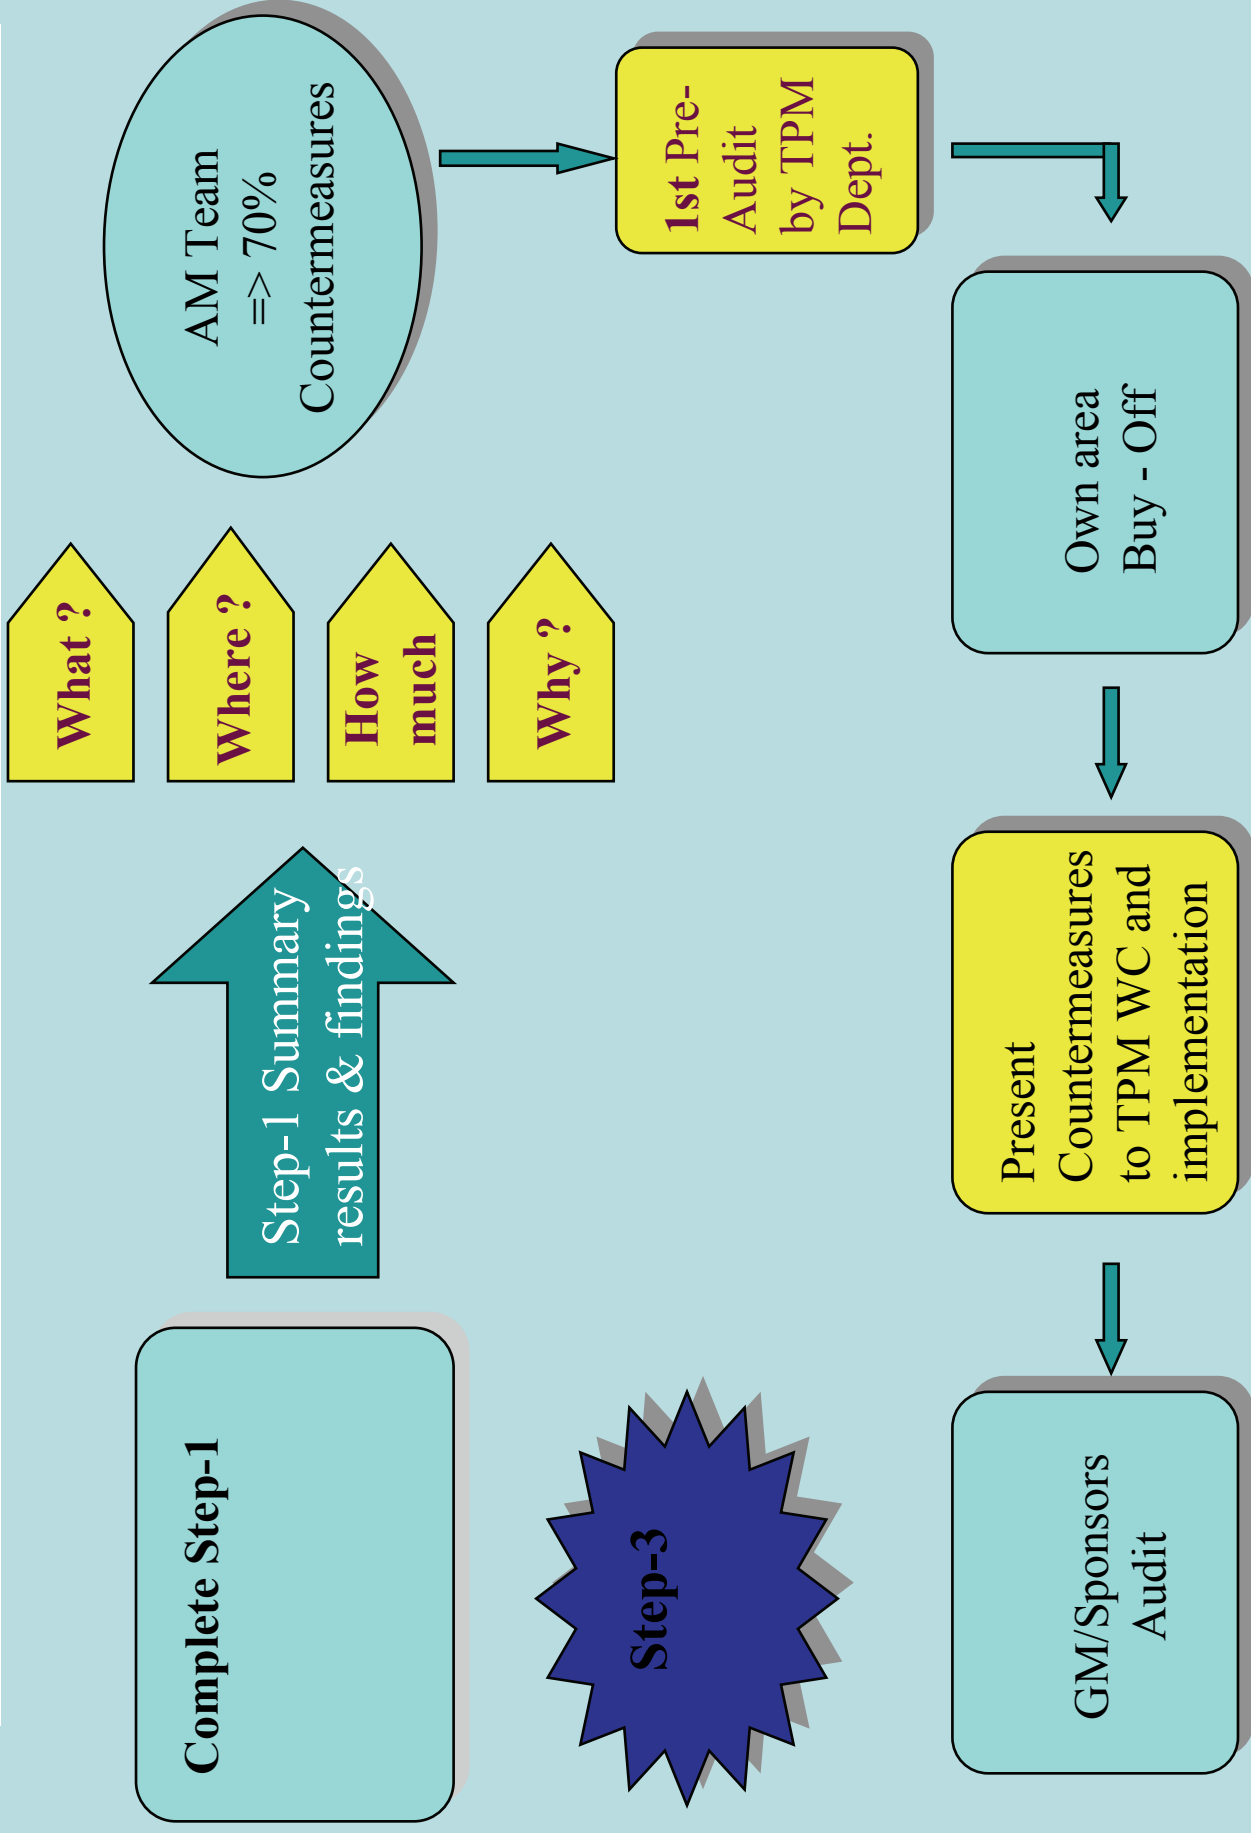 Complete Step-1
Step-1 Summary
results & findings
What ?
Where ?
How
much
Why ?
AM Team
=> 70%
Countermeasures
1st Pre-
Audit
by TPM
Dept.
Own area
Buy - Off
Present
Countermeasures
to TPM WC and
implementation
GM/Sponsors
Audit
Step-3